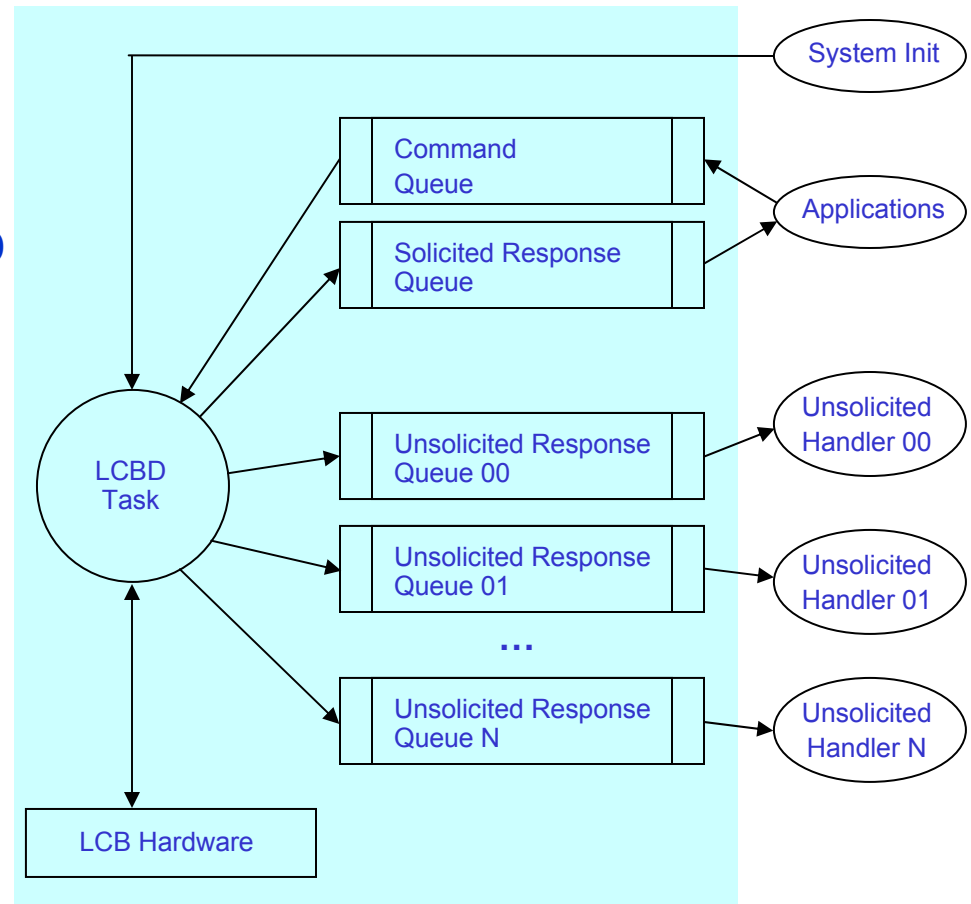 System Init
Command
Queue
Applications
Solicited Response
Queue
)
Unsolicited
Handler 00
Unsolicited Response
Queue 00
LCBD
Task
Unsolicited Response
Queue 01
Unsolicited
Handler 01
...
Unsolicited Response
Queue N
Unsolicited
Handler N
LCB Hardware